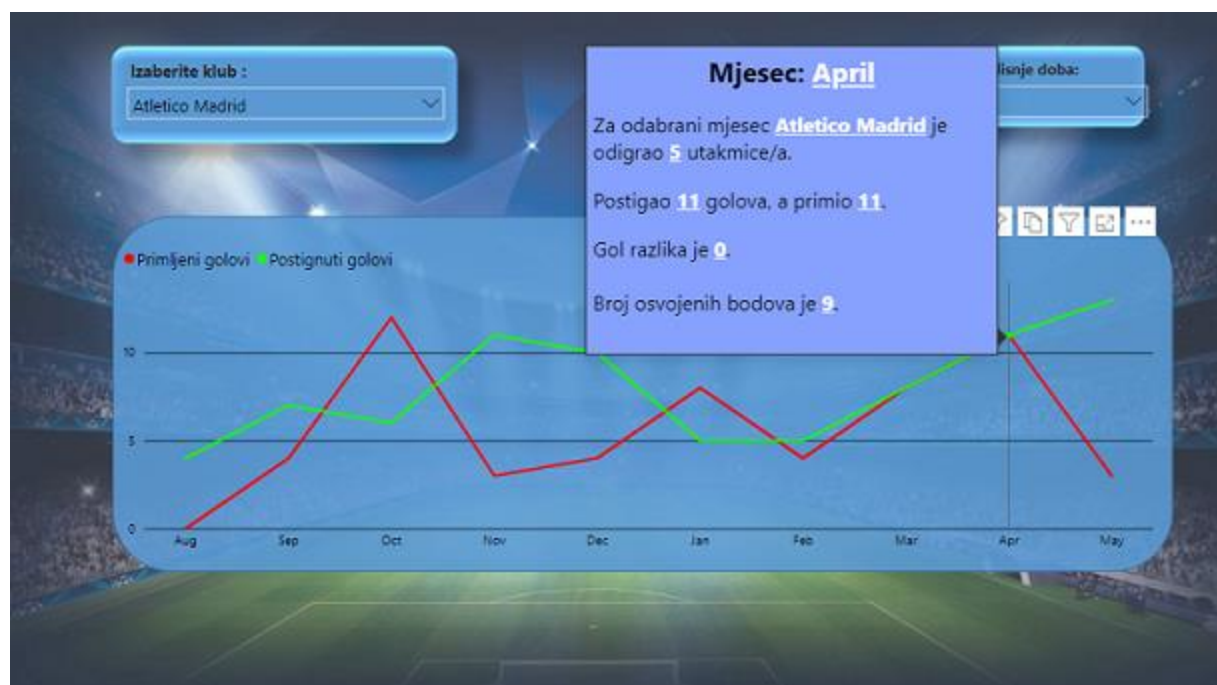 Izaberite klub :
Atletico Madrid
Mjesec: April
Za odabrani mjesec Atletico Madrid je
odigrao 5 utakmice/a.
Postigao 11 golova, a primio 11.
Gol razlika je 0.
Broj osvojenih bodova je 9.
doba:
Primljeni golovi Postignuti golovi
10
5
0
Aug Sep Oct Nov Dec Jan Feb Mar Apr May